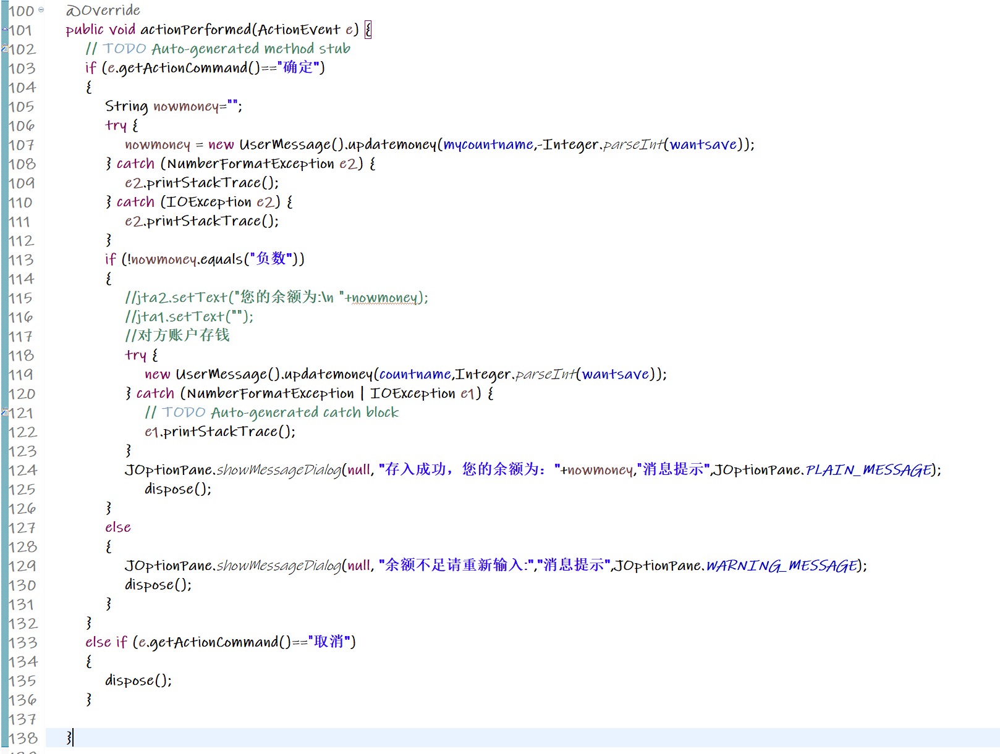 100 @Override
101 public void actionPerformed(ActionEvent e) {
102 // TODO Auto-generated method stub
103 if (e.getActionCommand()=="确定")
104 {
105 String nowmoney="";
106 try {
107 nowmoney = new UserMessage().updatemoney(mycountname,-Integer.parseInt(wantsave));
108 } catch (NumberFormatException e2) {
109 e2.printStackTrace();
110 } catch (IOException e2) {
111 e2.printStackTrace();
112 }
113 if (!nowmoney.equals("负数"))
114 {
115 //jta2.setText("您的余额为:\n "+nowmoney);
116 //jta1.setText("");
117 //对方账户存钱
118 try {
119 new UserMessage().updatemoney(countname,Integer.parseInt(wantsave));
120 } catch (NumberFormatException | IOException e1) {
121 // TODO Auto-generated catch block
122 e1.printStackTrace();
123 }
124 JOptionPane.showMessageDialog(null, "存入成功，您的余额为："+nowmoney,"消息提示",JOptionPane.PLAIN_MESSAGE);
125 dispose();
126 }
127 else
128 {
129 JOptionPane.showMessageDialog(null, "余额不足请重新输入:","消息提示",JOptionPane.WARNING_MESSAGE);
130 dispose();
131 }
132 }
133 else if (e.getActionCommand()=="取消")
134 {
135 dispose();
136 }
137
138 }